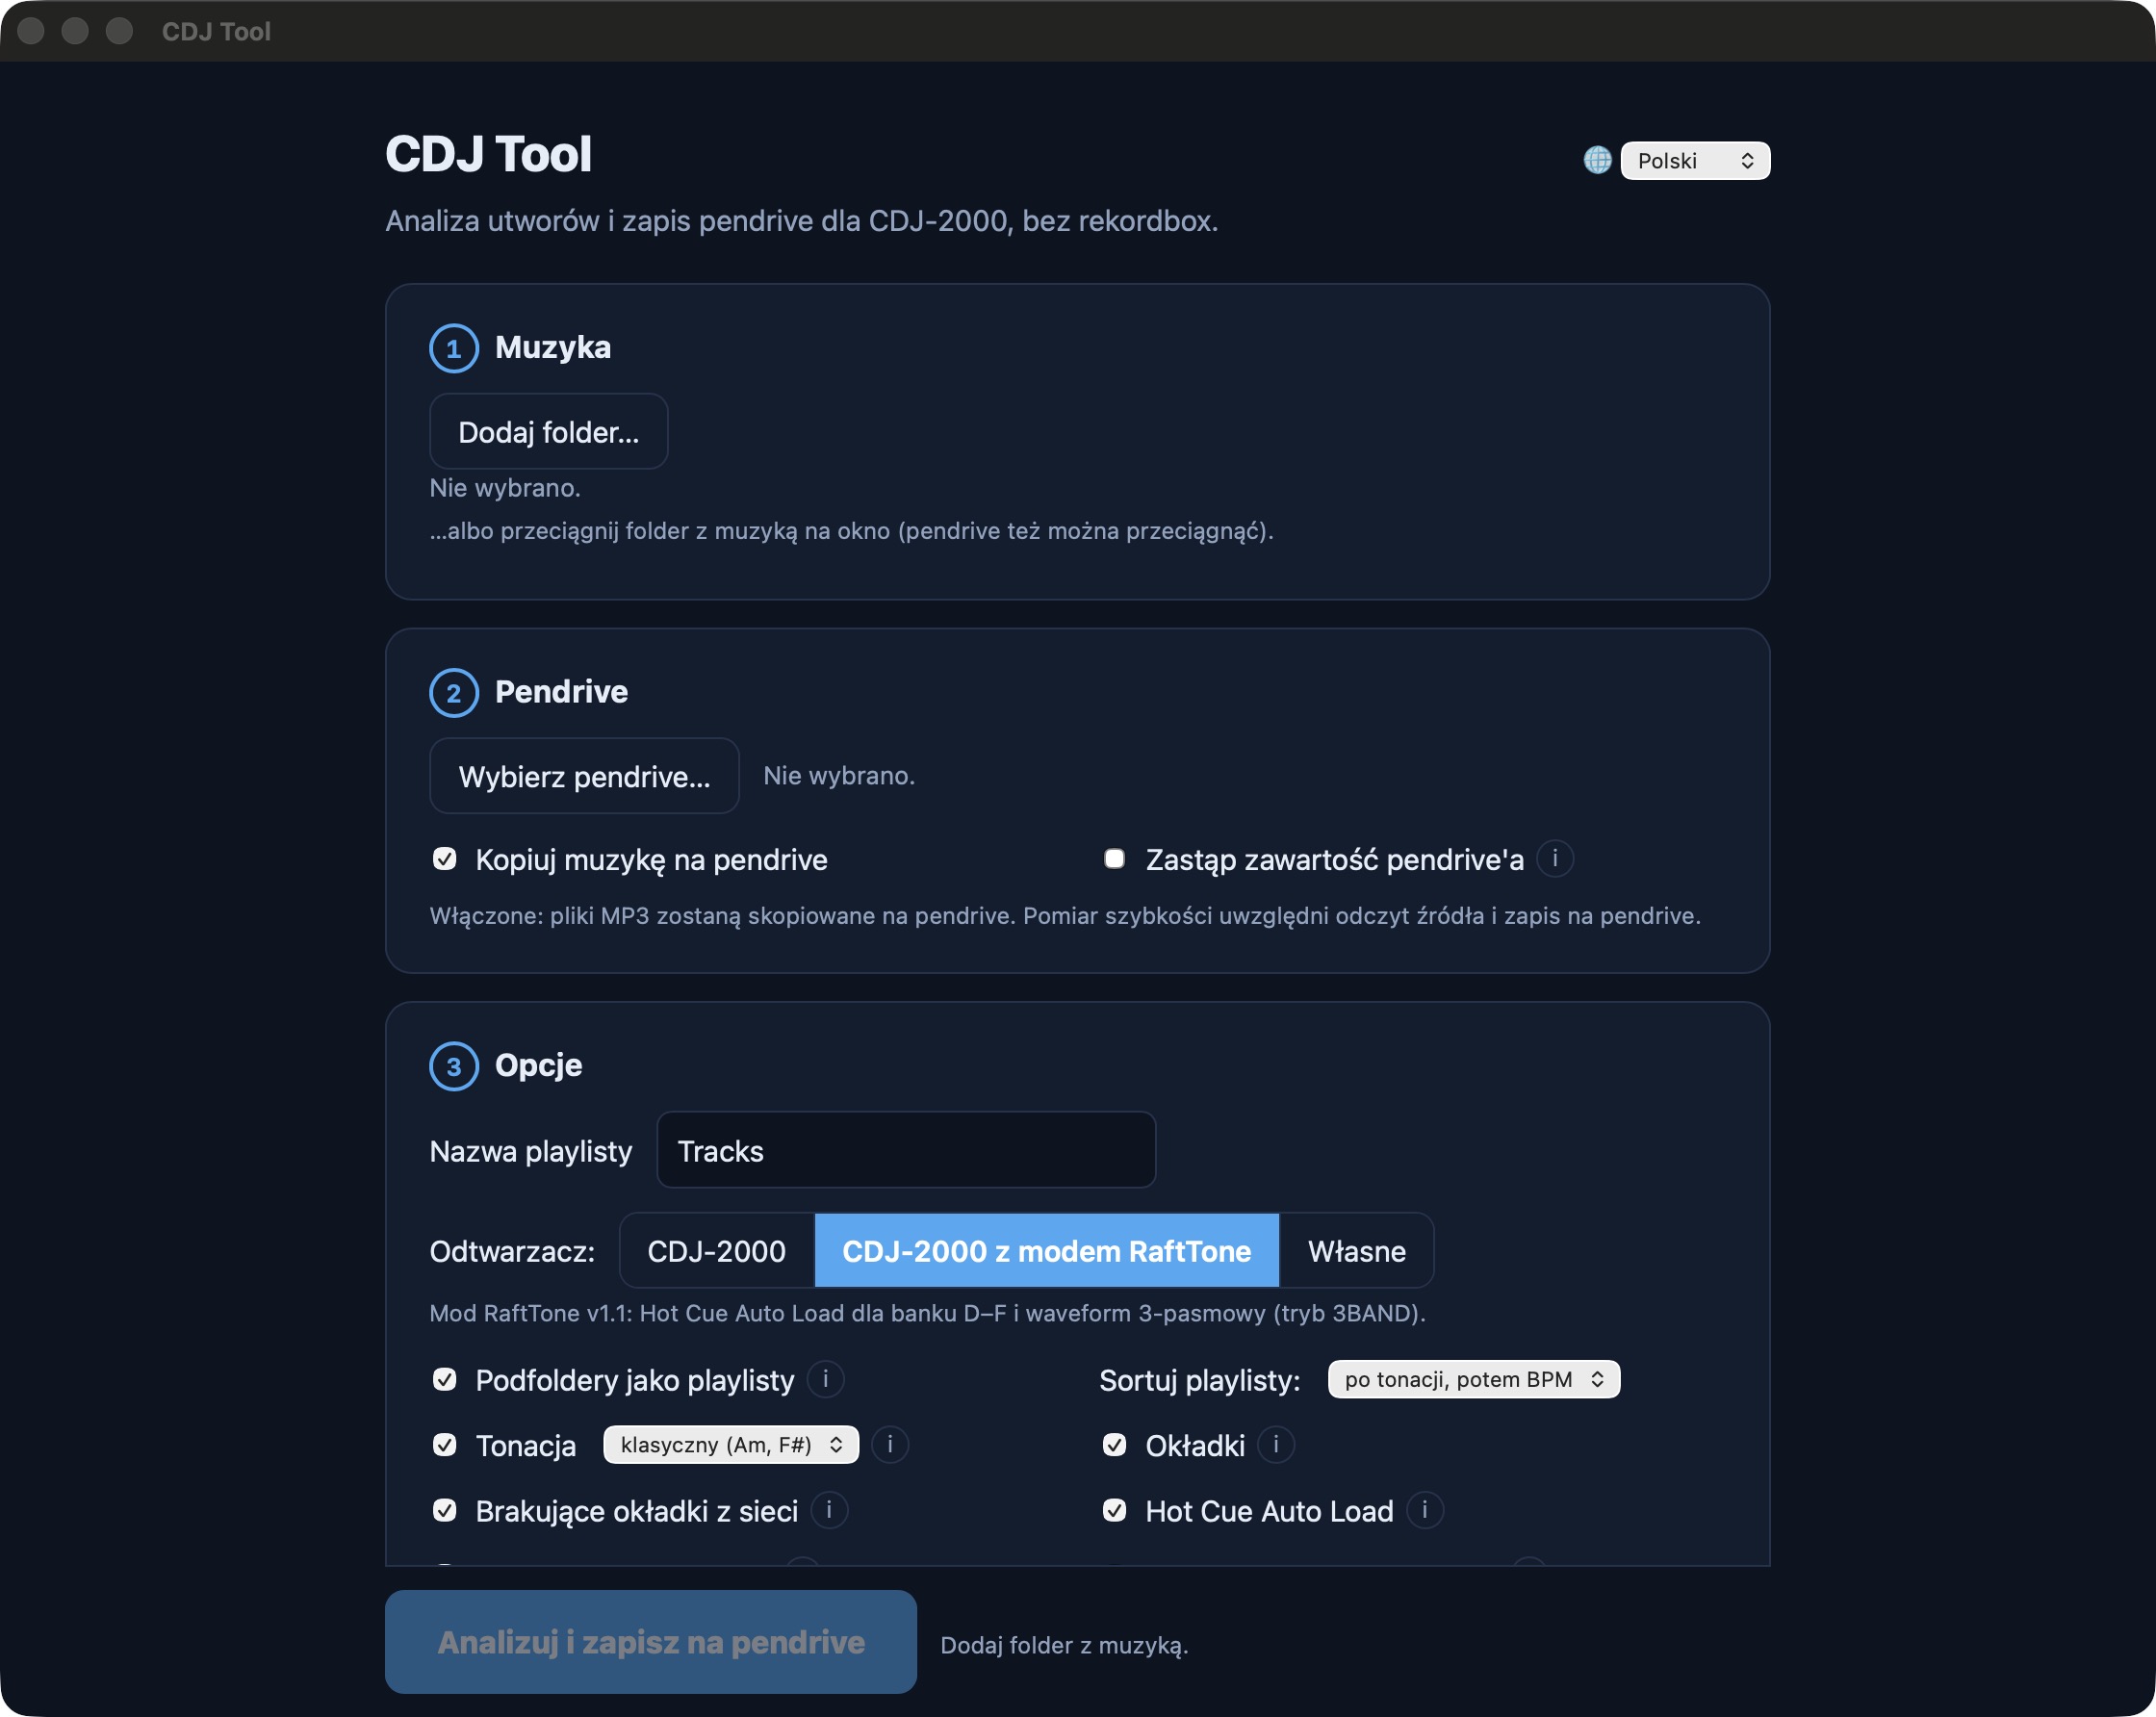 CDJ Tool
CDJ Tool
Polski
Analiza utworów i zapis pendrive dla CDJ-2000, bez rekordbox.
1 Muzyka
Dodaj folder...
Nie wybrano.
...albo przeciągnij folder z muzyką na okno (pendrive też można przeciągnąć).
2 Pendrive
Wybierz pendrive... Nie wybrano.
Kopiuj muzykę na pendrive Zastąp zawartość pendrive'a i
Włączone: pliki MP3 zostaną skopiowane na pendrive. Pomiar szybkości uwzględni odczyt źródła i zapis na pendrive.
3 Opcje
Nazwa playlisty Tracks
Odtwarzacz: CDJ-2000 CDJ-2000 z modem RaftTone Własne
Mod RaftTone v1.1: Hot Cue Auto Load dla banku D–F i waveform 3-pasmowy (tryb 3BAND).
Podfoldery jako playlisty i Sortuj playlisty: po tonacji, potem BPM
Tonacja klasyczny (Am, F#) i Okładki i
Brakujące okładki z sieci i Hot Cue Auto Load i
Analizuj i zapisz na pendrive Dodaj folder z muzyką.